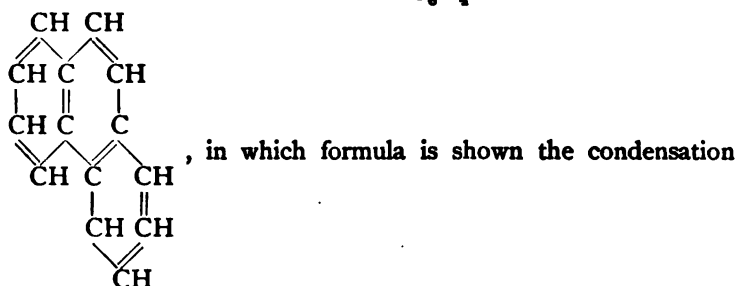 CH CH
CH C CH
CH C C
, in which formula is shown the condensation
CH C CH
CH CH
CH